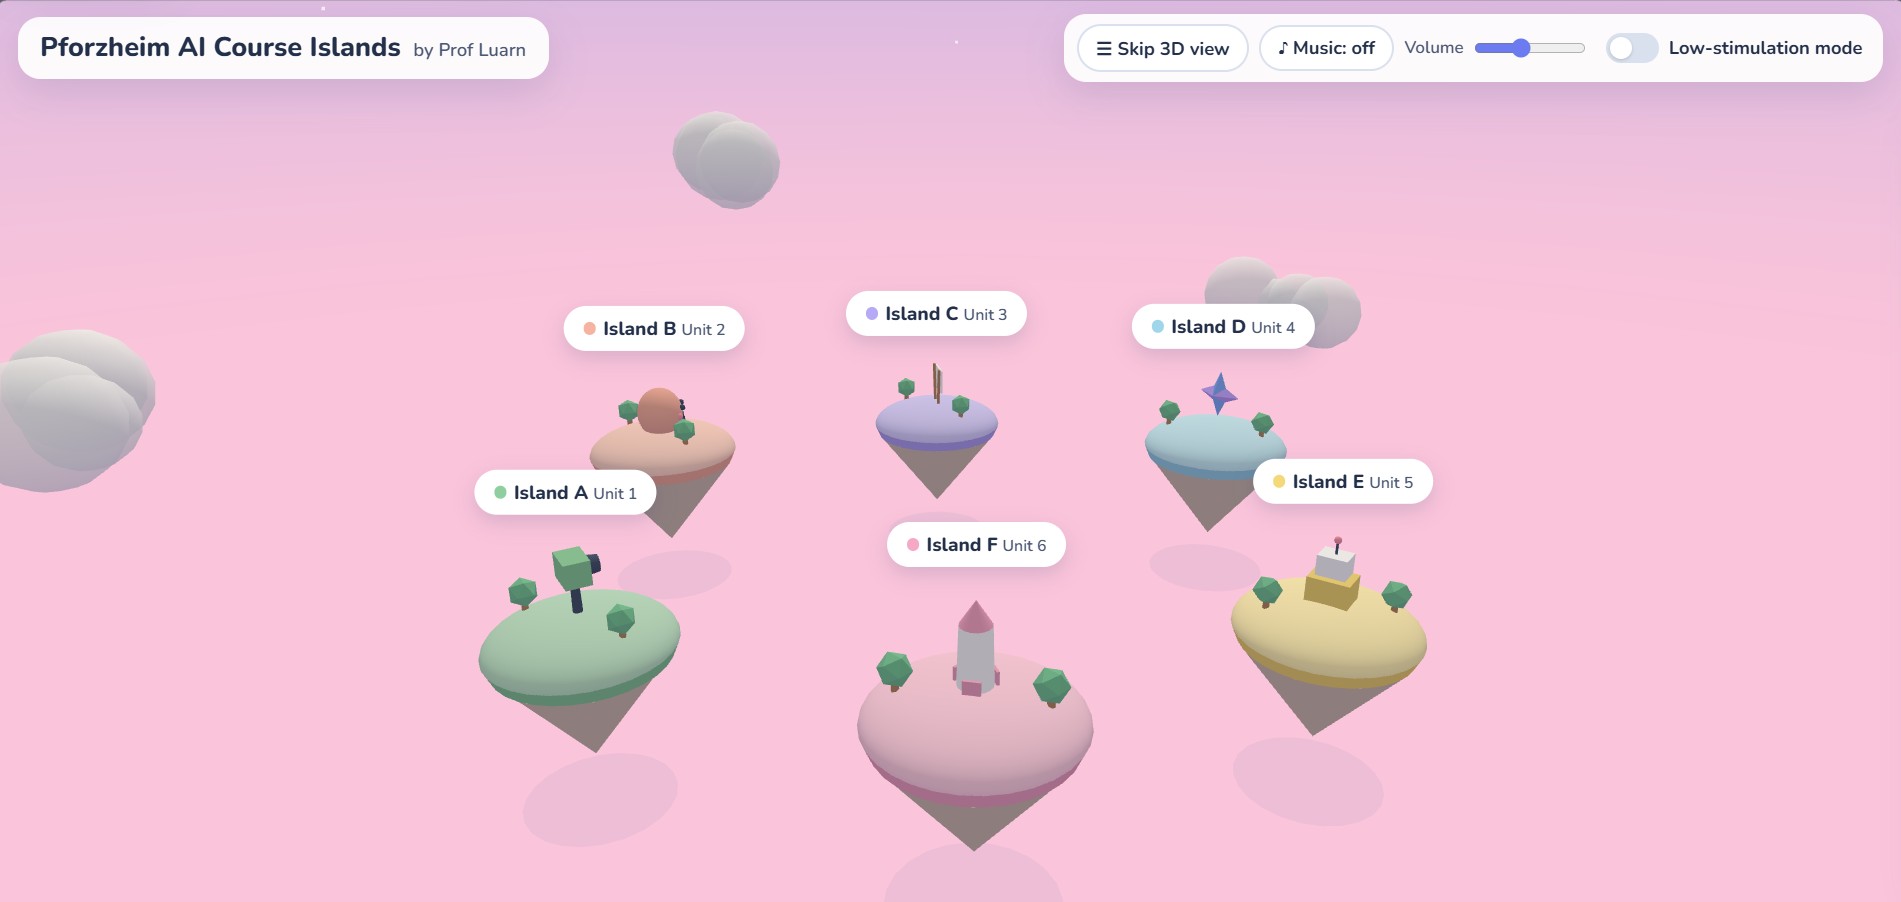 Pforzheim AI Course Islands by Prof Luarn
☰ Skip 3D view
♪ Music: off
Volume
Low-stimulation mode
Island B Unit 2
Island C Unit 3
Island D Unit 4
Island A Unit 1
Island E Unit 5
Island F Unit 6